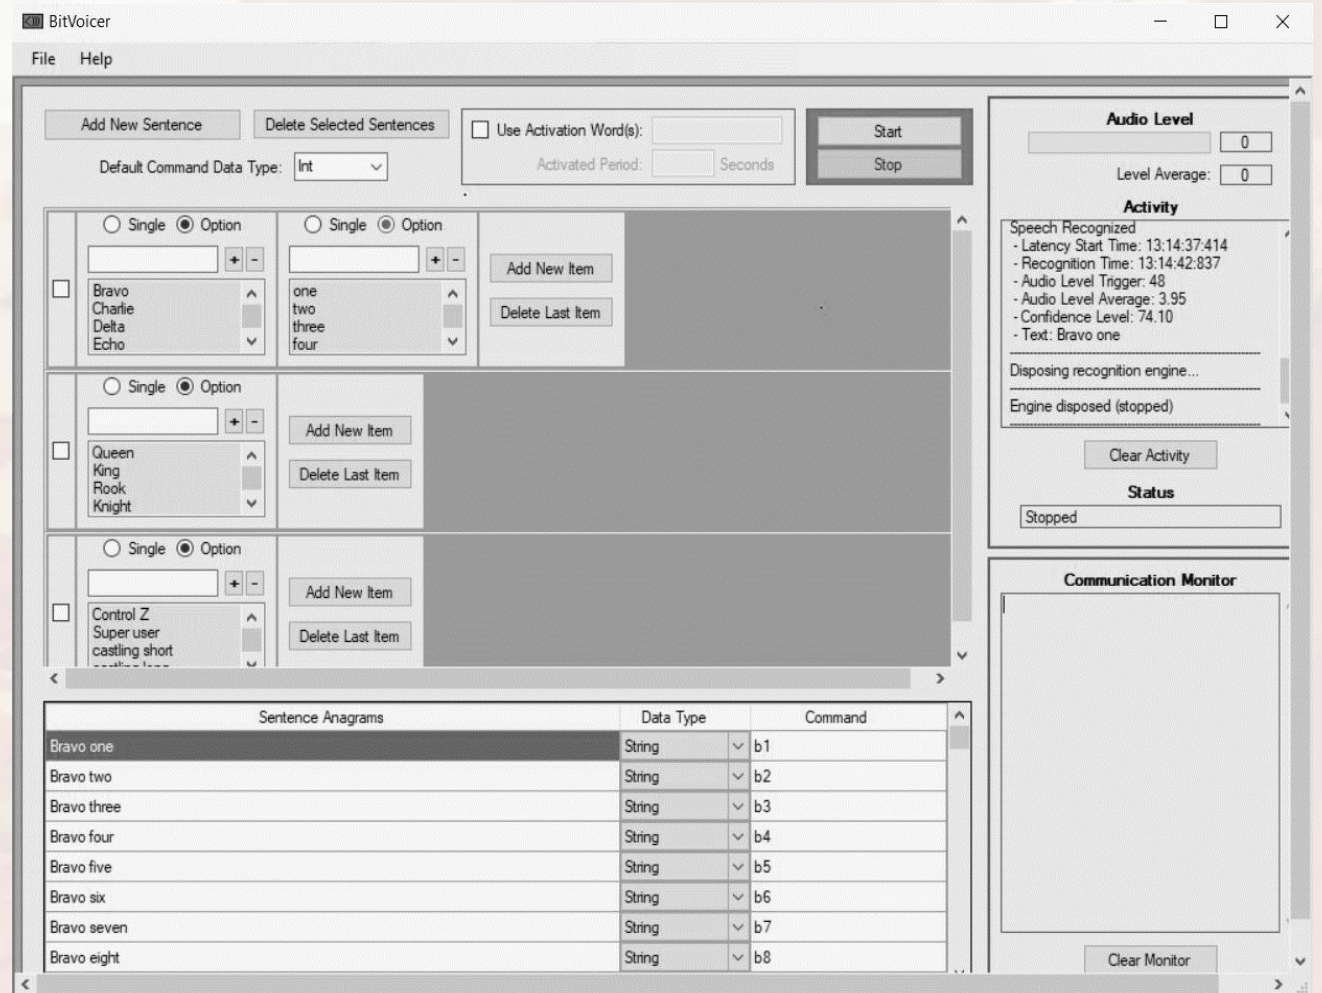 BitVoicer
File Help
Add New Sentence Delete Selected Sentences
Default Command Data Type: Int
Use Activation Word(s):
Activated Period: Seconds
Start
Stop
Single Option Single Option
+ - + -
Bravo one
Charlie two
Delta three
Echo four
Add New Item
Delete Last Item
Single Option
+ -
Queen
King
Rook
Knight
Add New Item
Delete Last Item
Single Option
+ -
Control Z
Super user
castling short
castling long
Add New Item
Delete Last Item
Sentence Anagrams Data Type Command
Bravo one String b1
Bravo two String b2
Bravo three String b3
Bravo four String b4
Bravo five String b5
Bravo six String b6
Bravo seven String b7
Bravo eight String b8
Audio Level
0
Level Average: 0
Activity
Speech Recognized
- Latency Start Time: 13:14:37:414
- Recognition Time: 13:14:42:837
- Audio Level Trigger: 48
- Audio Level Average: 3.95
- Confidence Level: 74.10
- Text: Bravo one
Disposing recognition engine...
Engine disposed (stopped)
Clear Activity
Status
Stopped
Communication Monitor
Clear Monitor